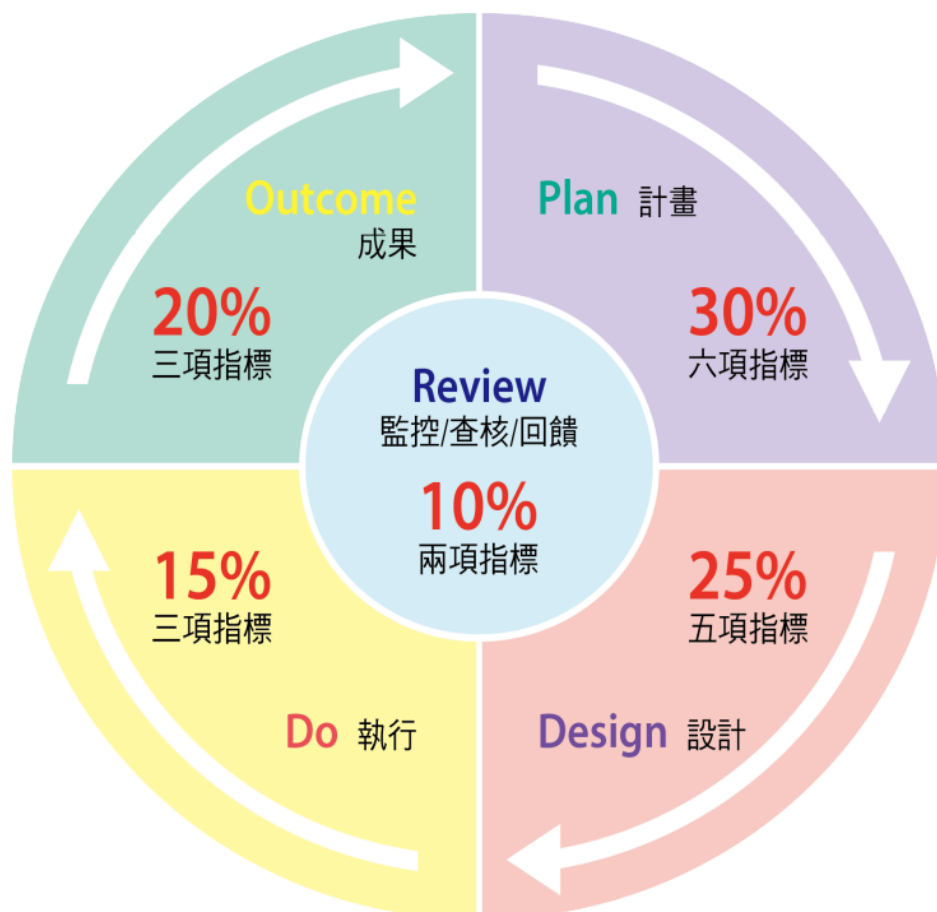 Outcome
成果
20%
三項指標
Plan 計畫
30%
六項指標
Review
監控/查核/回饋
10%
兩項指標
15%
三項指標
Do 執行
25%
五項指標
Design 設計